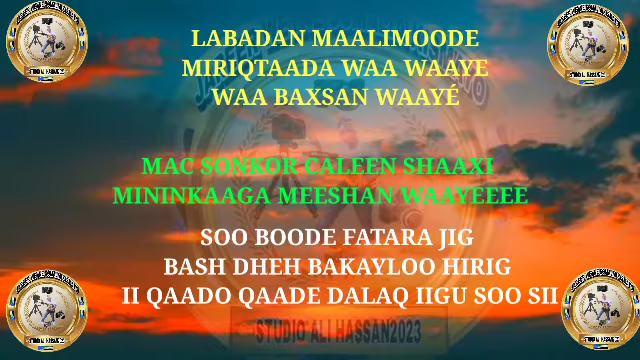 LABADAN MAALIMOODE
MIRIQTAADA WAA WAAYE
WAA BAXSAN WAAYÉ
MAC SONKOR CALEEN SHAAXI
MININKAAGA MEESHAN WAAYEEEE
SOO BOODE FATARA JIG
BASH DHEH BAKAYLOO HIRIG
II QAADO QAADE DALAQ IIGU SOO SII
STUDIO ALI HASSAN2023